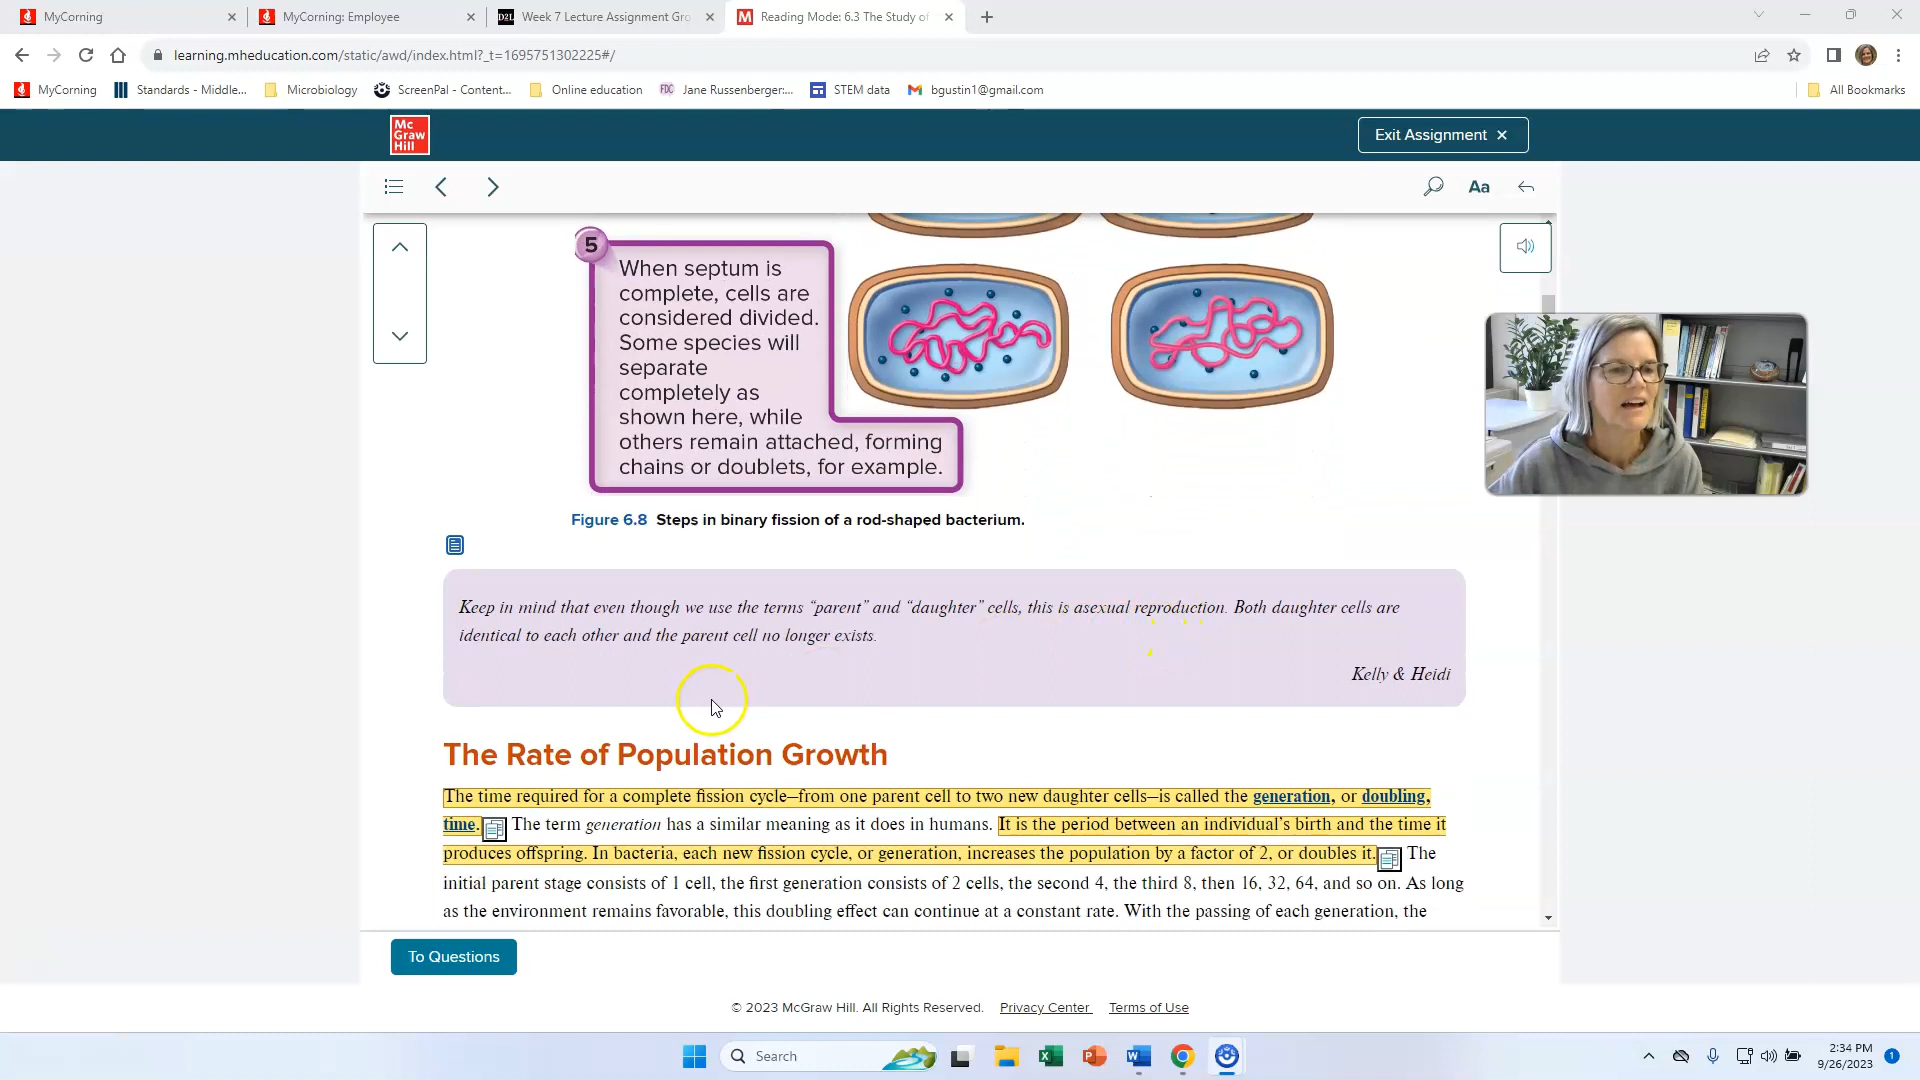 MyCorning
MyCorning: Employee
D2L Week 7 Lecture Assignment Gro
M Reading Mode: 6.3 The Study of
learning.mheducation.com/static/awd/index.html?_t=1695751302225#/
MyCorning
Standards - Middle...
Microbiology
ScreenPal - Content...
Online education
FDC Jane Russenberger:...
STEM data
bgustin1@gmail.com
All Bookmarks
Mc
Graw
Hill
Exit Assignment
Aa
5
When septum is
complete, cells are
considered divided.
Some species will
separate
completely as
shown here, while
others remain attached, forming
chains or doublets, for example.
Figure 6.8 Steps in binary fission of a rod-shaped bacterium.
Keep in mind that even though we use the terms “parent” and “daughter” cells, this is asexual reproduction. Both daughter cells are
identical to each other and the parent cell no longer exists.
Kelly & Heidi
The Rate of Population Growth
The time required for a complete fission cycle—from one parent cell to two new daughter cells—is called the generation, or doubling,
time. The term generation has a similar meaning as it does in humans. It is the period between an individual’s birth and the time it
produces offspring. In bacteria, each new fission cycle, or generation, increases the population by a factor of 2, or doubles it. The
initial parent stage consists of 1 cell, the first generation consists of 2 cells, the second 4, the third 8, then 16, 32, 64, and so on. As long
as the environment remains favorable, this doubling effect can continue at a constant rate. With the passing of each generation, the
To Questions
© 2023 McGraw Hill. All Rights Reserved. Privacy Center Terms of Use
Search
2:34 PM
9/26/2023
1